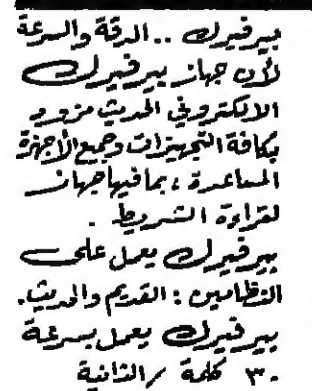 بيرفيرك .. الدقة والسرعة
لأن جهاز بيرفيرك
الالكتروني الحديث مزود
بكافة التجهيزات وجميع الأجهزة
المساعدة ، بما فيها جهاز
لقراءة الشريط .
بيرفيرك يعمل على
النظامين : القديم والحديث .
بيرفيرك يعمل بسرعة
٣٠ كلمة / الثانية